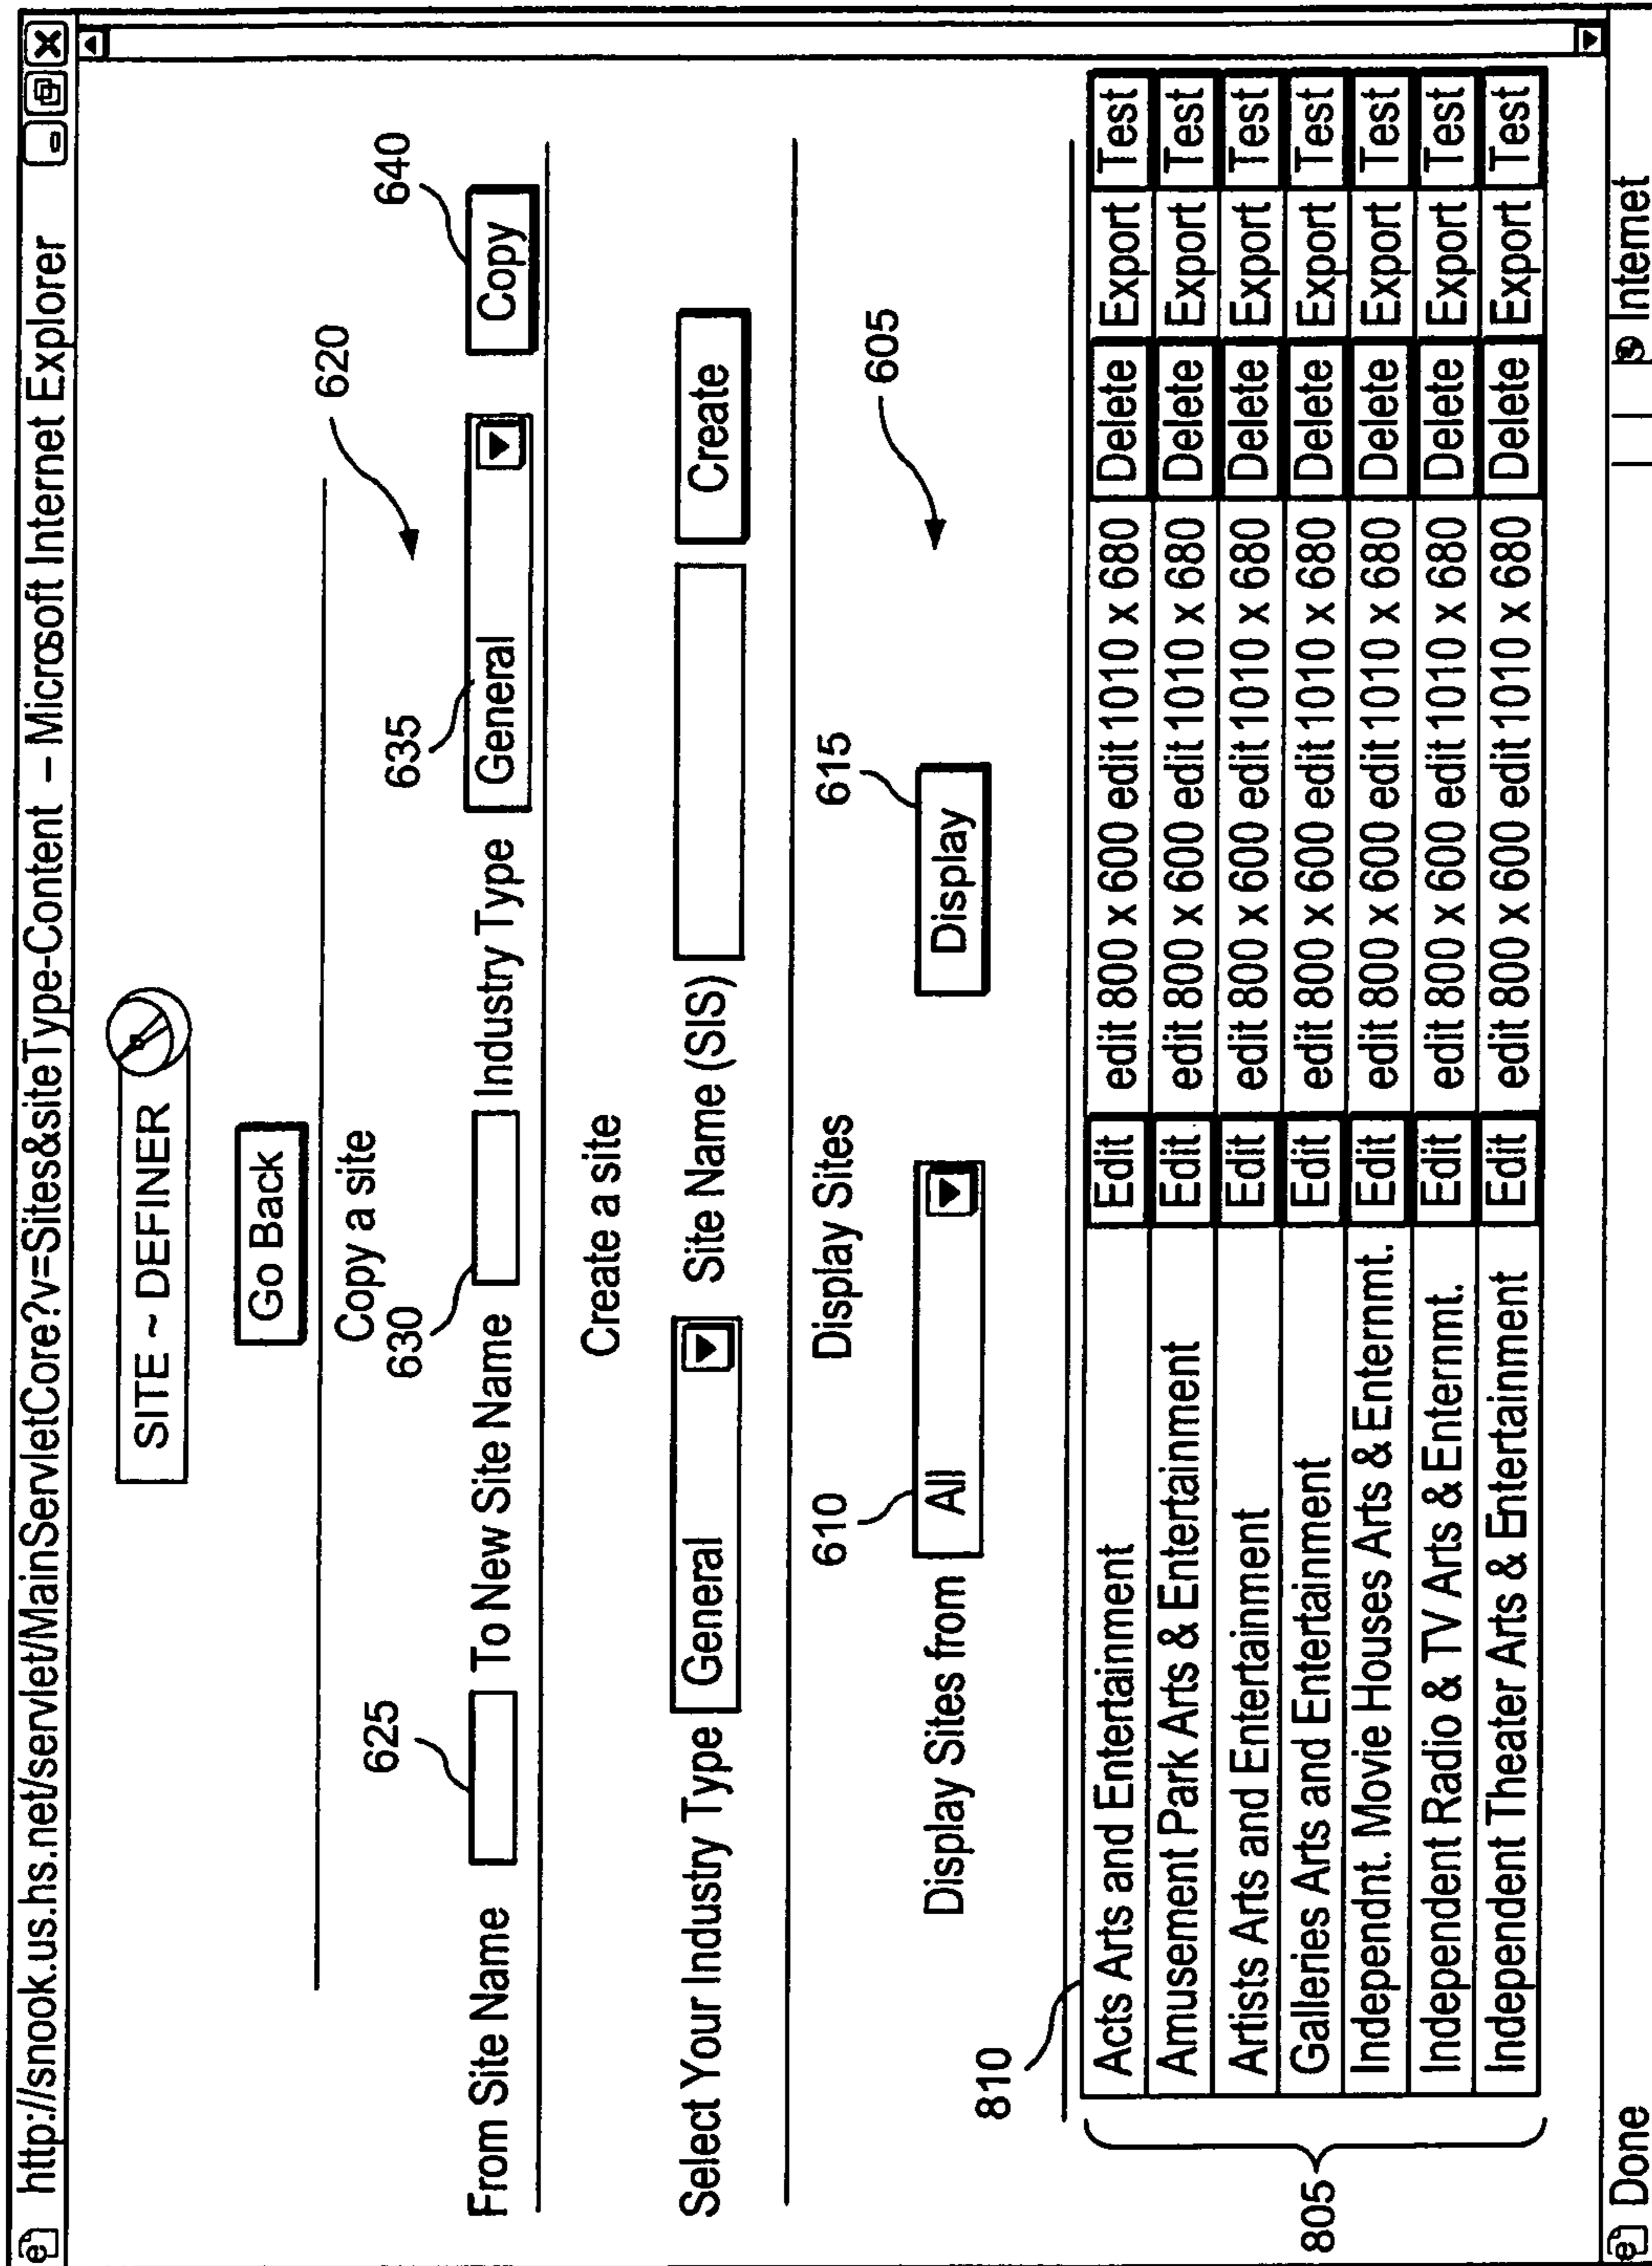 http://snook.us.hs.net/servlet/MainServletCore?v=Sites&siteType-Content – Microsoft Internet Explorer
SITE ~ DEFINER
Go Back
Copy a site
620
625
630
635
640
From Site Name To New Site Name Industry Type General Copy
Create a site
Select Your Industry Type General Site Name (SIS) Create
Display Sites
610
615
605
Display Sites from All Display
810
Acts Arts and Entertainment Edit edit 800 x 600 edit 1010 x 680 Delete Export Test
Amusement Park Arts & Entertainment Edit edit 800 x 600 edit 1010 x 680 Delete Export Test
Artists Arts and Entertainment Edit edit 800 x 600 edit 1010 x 680 Delete Export Test
Galleries Arts and Entertainment Edit edit 800 x 600 edit 1010 x 680 Delete Export Test
Independnt. Movie Houses Arts & Enternmt. Edit edit 800 x 600 edit 1010 x 680 Delete Export Test
Independent Radio & TV Arts & Enternmt. Edit edit 800 x 600 edit 1010 x 680 Delete Export Test
Independent Theater Arts & Entertainment Edit edit 800 x 600 edit 1010 x 680 Delete Export Test
805
Done Internet